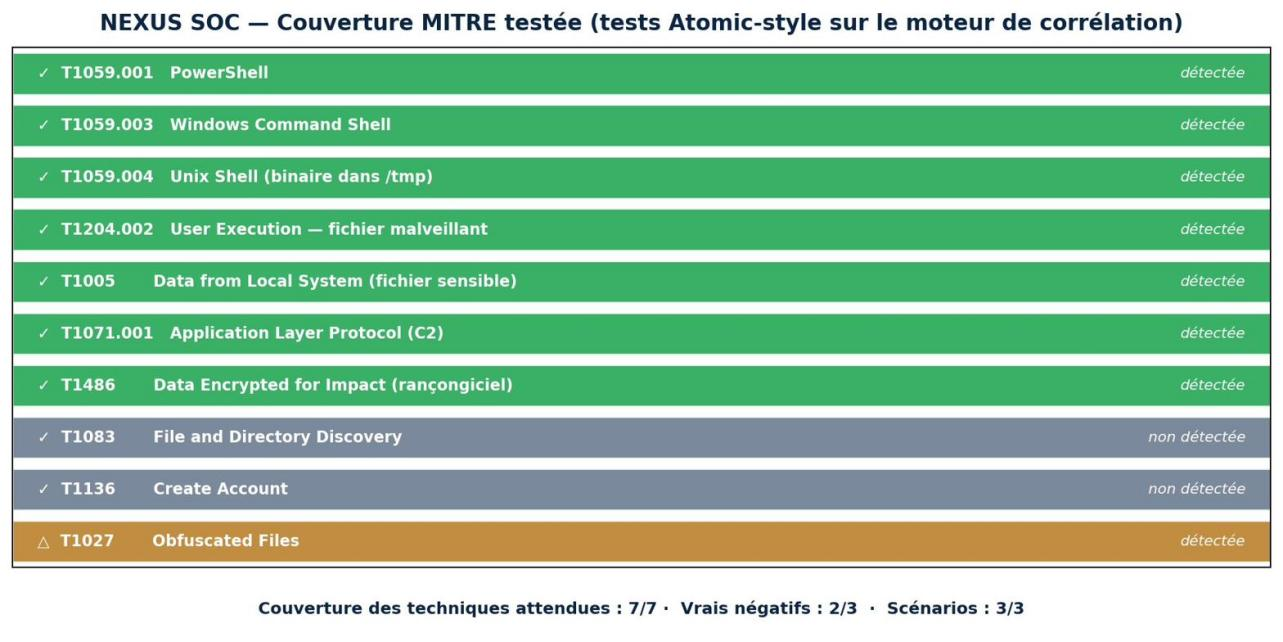 NEXUS SOC — Couverture MITRE testée (tests Atomic-style sur le moteur de corrélation)
✓ T1059.001 PowerShell détectée
✓ T1059.003 Windows Command Shell détectée
✓ T1059.004 Unix Shell (binaire dans /tmp) détectée
✓ T1204.002 User Execution — fichier malveillant détectée
✓ T1005 Data from Local System (fichier sensible) détectée
✓ T1071.001 Application Layer Protocol (C2) détectée
✓ T1486 Data Encrypted for Impact (rançongiciel) détectée
✓ T1083 File and Directory Discovery non détectée
✓ T1136 Create Account non détectée
△ T1027 Obfuscated Files détectée
Couverture des techniques attendues : 7/7 · Vrais négatifs : 2/3 · Scénarios : 3/3